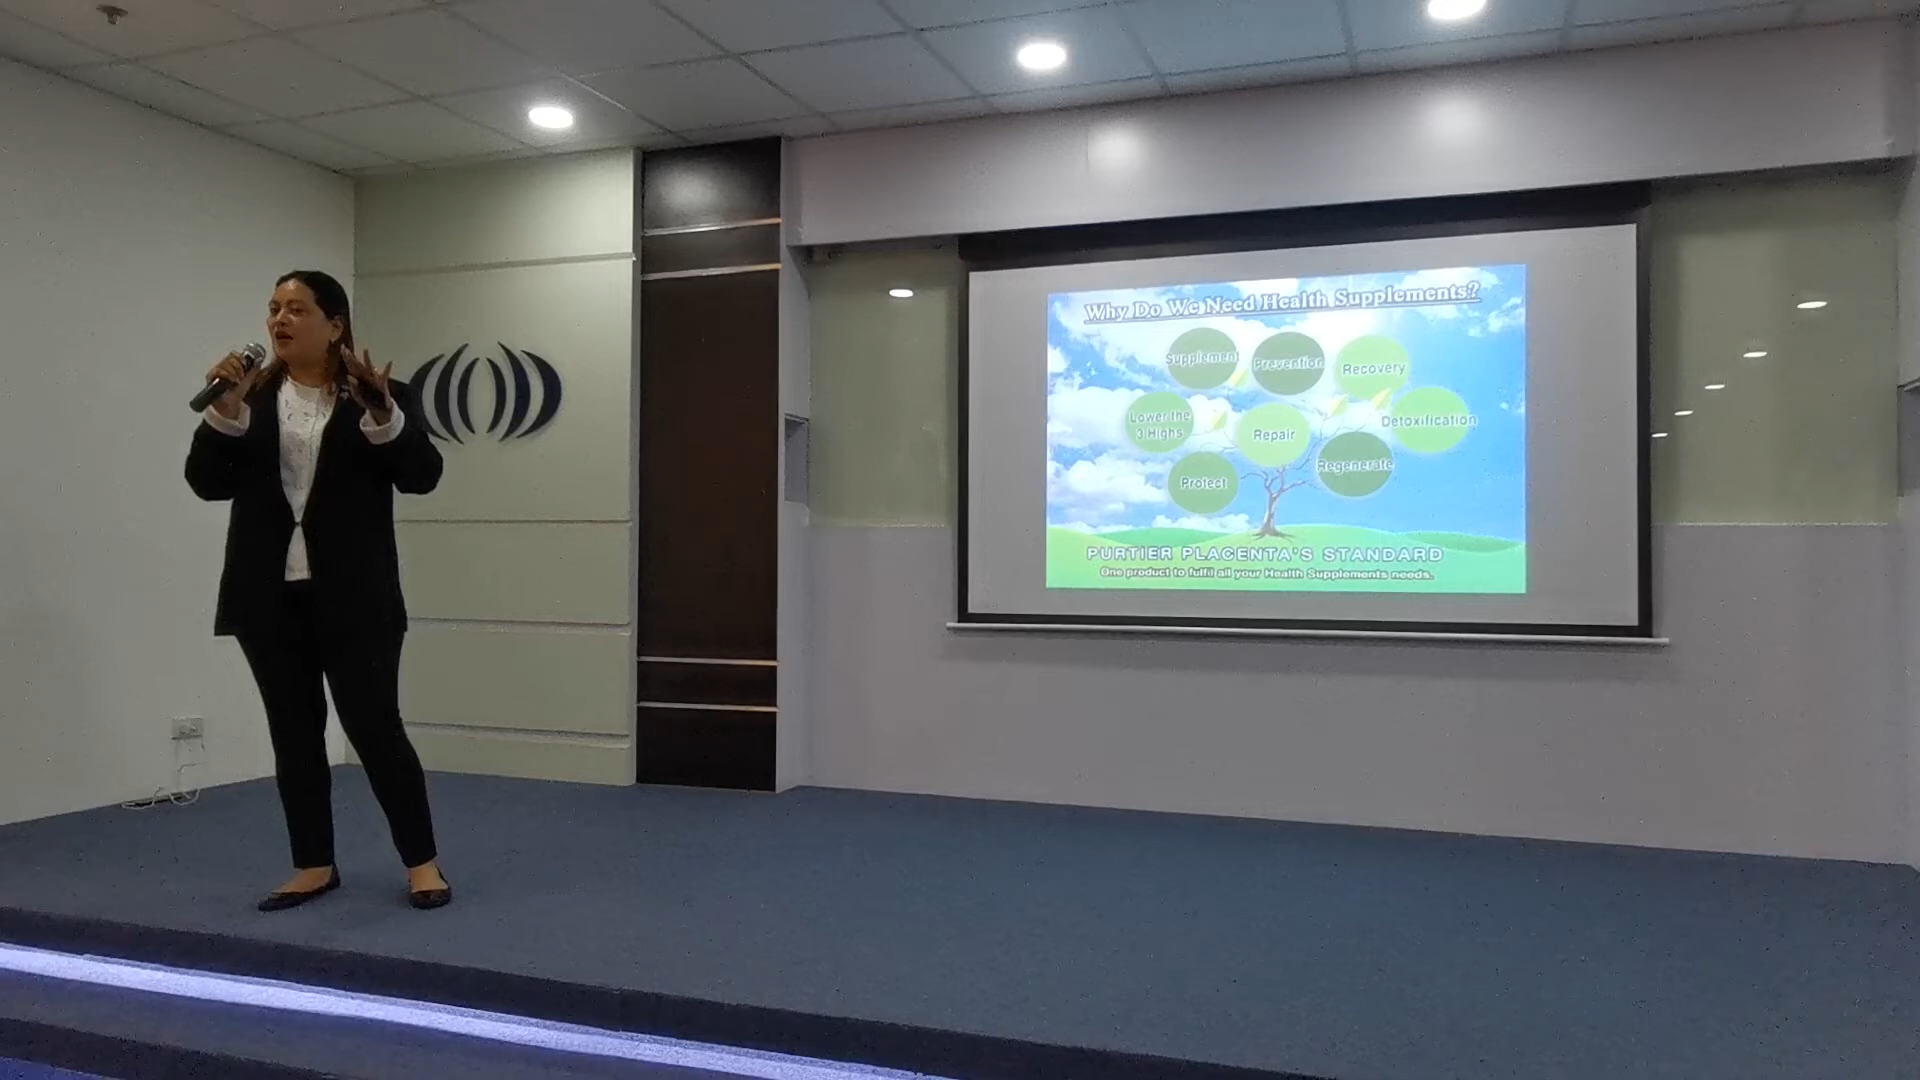 Why Do We Need Health Supplements?
Supplement
Prevention
Recovery
Lower the
3 Highs
Repair
Detoxification
Protect
Regenerate
PURTIER PLACENTA'S STANDARD
One product to fulfil all your Health Supplements needs.